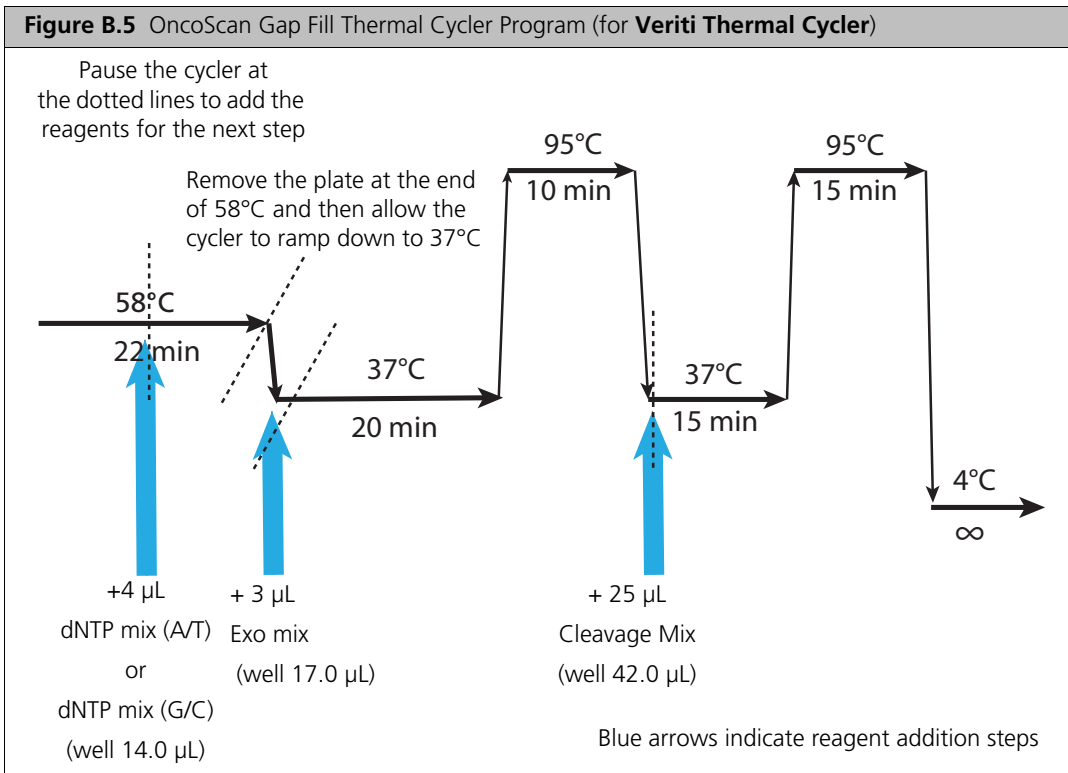 Figure B.5 OncoScan Gap Fill Thermal Cycler Program (for Veriti Thermal Cycler)
Pause the cycler at
the dotted lines to add the
reagents for the next step
Remove the plate at the end
of 58°C and then allow the
cycler to ramp down to 37°C
58°C
22 min
37°C
20 min
95°C
10 min
37°C
15 min
95°C
15 min
4°C
∞
+4 µL
dNTP mix (A/T)
or
dNTP mix (G/C)
(well 14.0 µL)
+ 3 µL
Exo mix
(well 17.0 µL)
+ 25 µL
Cleavage Mix
(well 42.0 µL)
Blue arrows indicate reagent addition steps